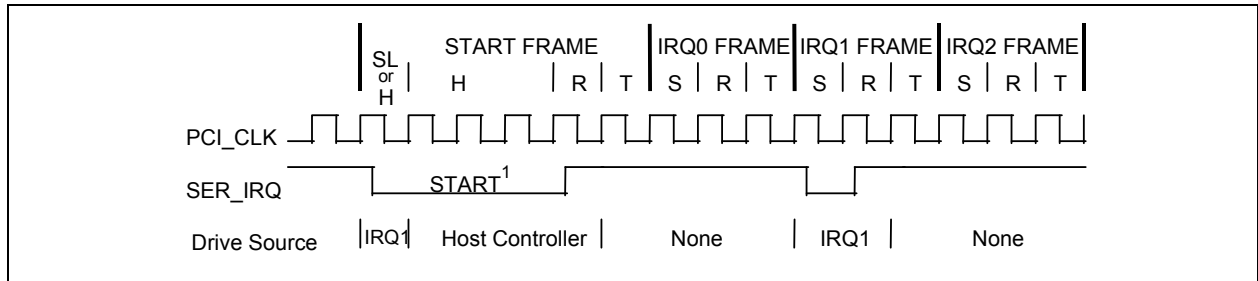 START FRAME IRQ0 FRAME IRQ1 FRAME IRQ2 FRAME
SL
or
H
H R T S R T S R T S R T
PCI_CLK
SER_IRQ START1
Drive Source IRQ1 Host Controller None IRQ1 None